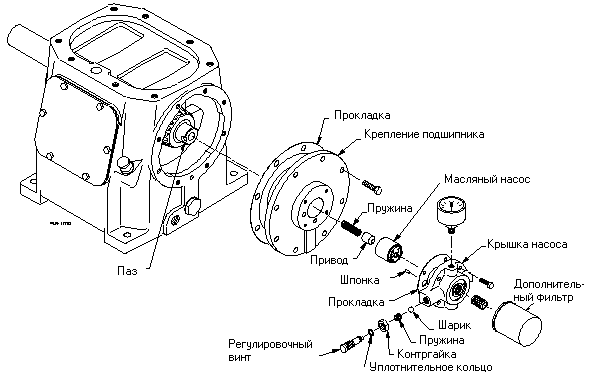 Прокладка
Крепление подшипника
Масляный насос
Пружина
Крышка насоса
Привод
Паз
Шпонка
Дополнитель-
ный фильтр
Прокладка
Шарик
Регулировочный
винт
Пружина
Контргайка
Уплотнительное кольцо